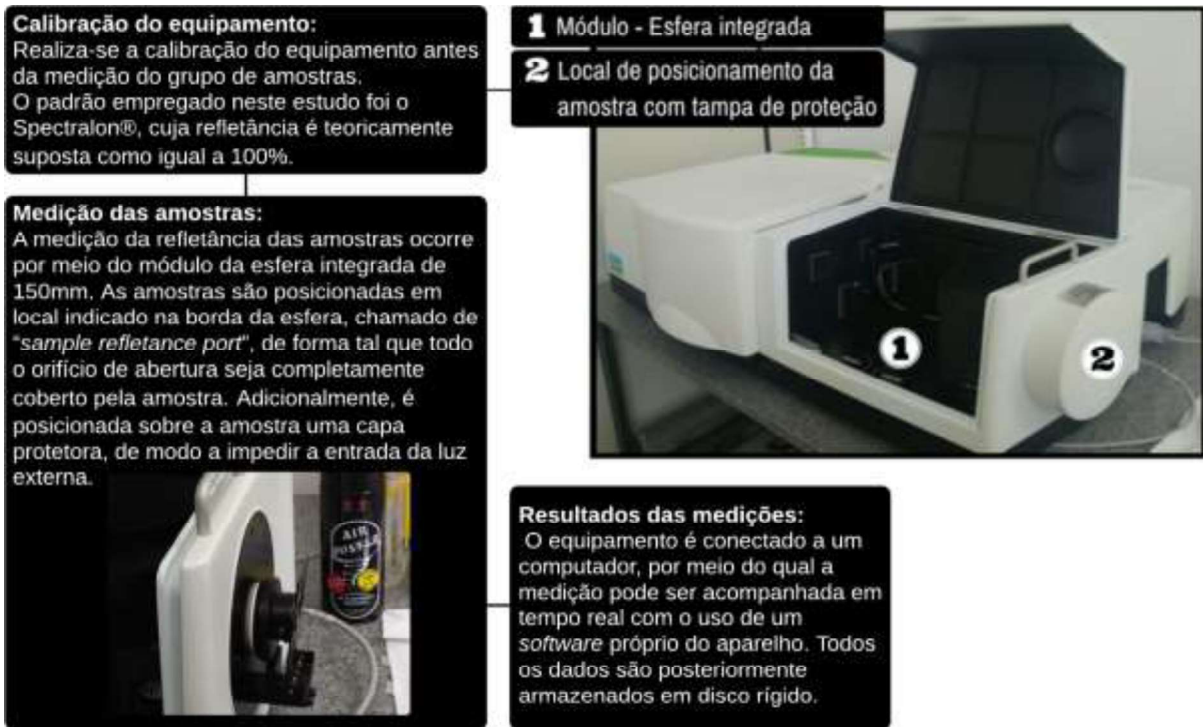 Calibração do equipamento:
Realiza-se a calibração do equipamento antes
da medição do grupo de amostras.
O padrão empregado neste estudo foi o
Spectralon®, cuja refletância é teoricamente
suposta como igual a 100%.
1 Módulo - Esfera integrada
2 Local de posicionamento da
amostra com tampa de proteção
1
2
Medição das amostras:
A medição da refletância das amostras ocorre
por meio do módulo da esfera integrada de
150mm. As amostras são posicionadas em
local indicado na borda da esfera, chamado de
"sample refletance port", de forma tal que todo
o orifício de abertura seja completamente
coberto pela amostra. Adicionalmente, é
posicionada sobre a amostra uma capa
protetora, de modo a impedir a entrada da luz
externa.
AIR
Resultados das medições:
O equipamento é conectado a um
computador, por meio do qual a
medição pode ser acompanhada em
tempo real com o uso de um
software próprio do aparelho. Todos
os dados são posteriormente
armazenados em disco rígido.